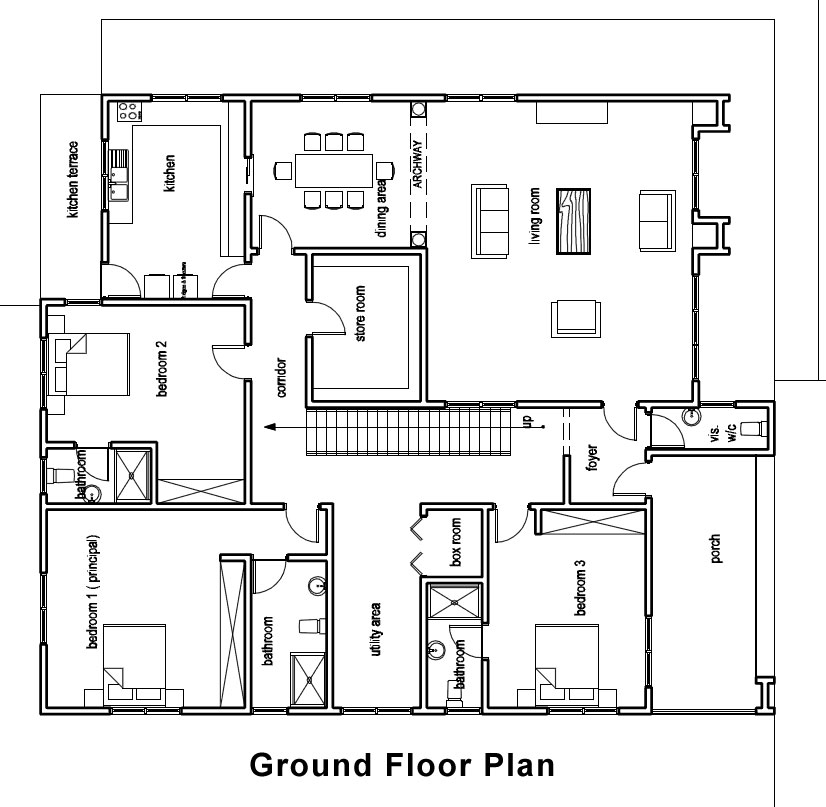 kitchen terrace
kitchen
dining area
ARCHWAY
living room
bedroom 2
corridor
store room
up
foyer
vis.
w/c
bathroom
bedroom 1 ( principal)
bathroom
utility area
box room
bathroom
bedroom 3
porch
Ground Floor Plan